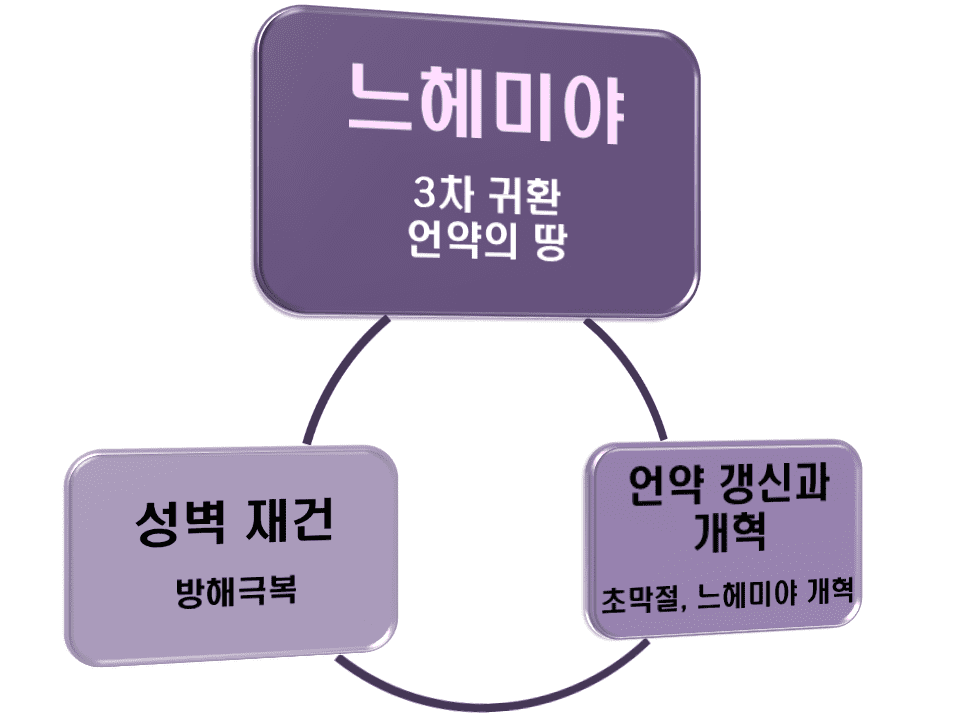 느헤미야
3차 귀환
언약의 땅
성벽 재건
방해극복
언약 갱신과
개혁
초막절, 느헤미야 개혁